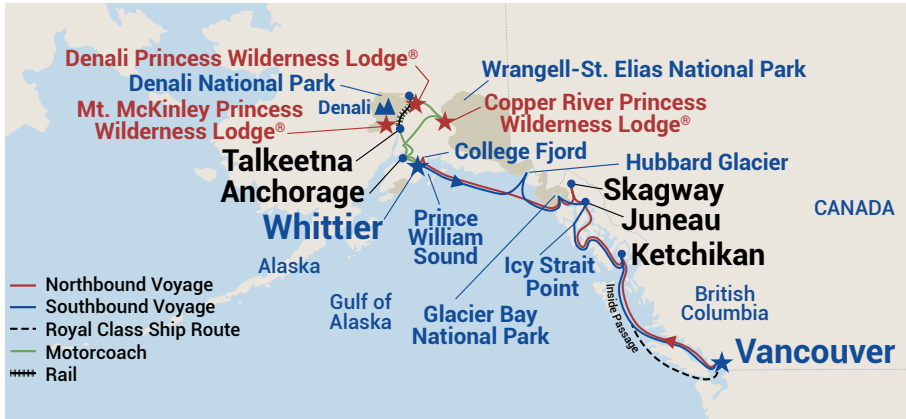 Denali Princess Wilderness Lodge®
Denali National Park
Wrangell-St. Elias National Park
Denali
Mt. McKinley Princess
Wilderness Lodge®
Copper River Princess
Wilderness Lodge®
Talkeetna
College Fjord
Hubbard Glacier
Anchorage
Skagway
Whittier
Prince
William
Sound
Juneau
CANADA
Ketchikan
Alaska
Icy Strait
Point
Gulf of
Alaska
Glacier Bay
National Park
British
Columbia
Inside Passage
Vancouver
Northbound Voyage
Southbound Voyage
Royal Class Ship Route
Motorcoach
Rail